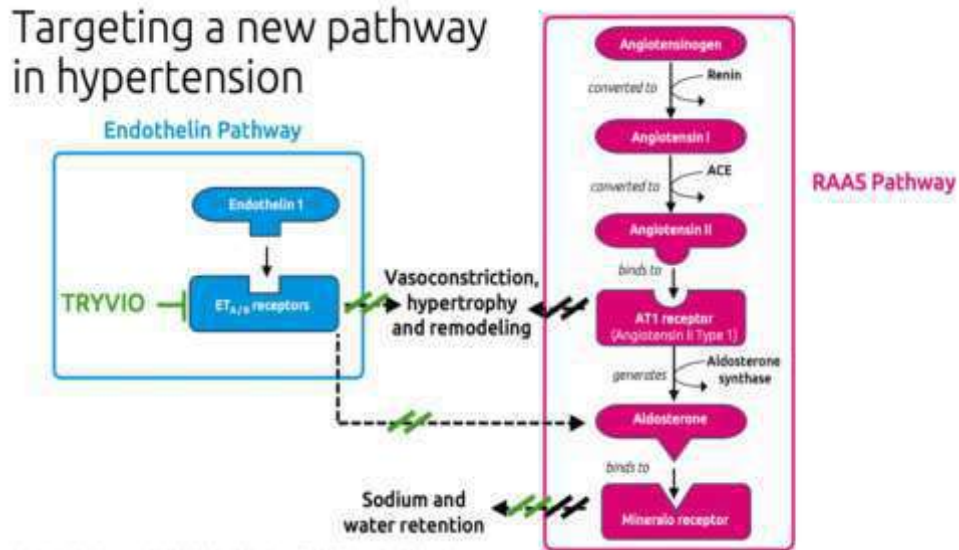 Targeting a new pathway
in hypertension
Endothelin Pathway
Endothelin 1
TRYVIO
ETA/B receptors
Vasoconstriction,
hypertrophy
and remodeling
Sodium and
water retention
RAAS Pathway
Angiotensinogen
converted to
Renin
Angiotensin I
converted to
ACE
Angiotensin II
binds to
AT1 receptor
(Angiotensin II Type 1)
generates
Aldosterone
synthase
Aldosterone
binds to
Mineralo receptor